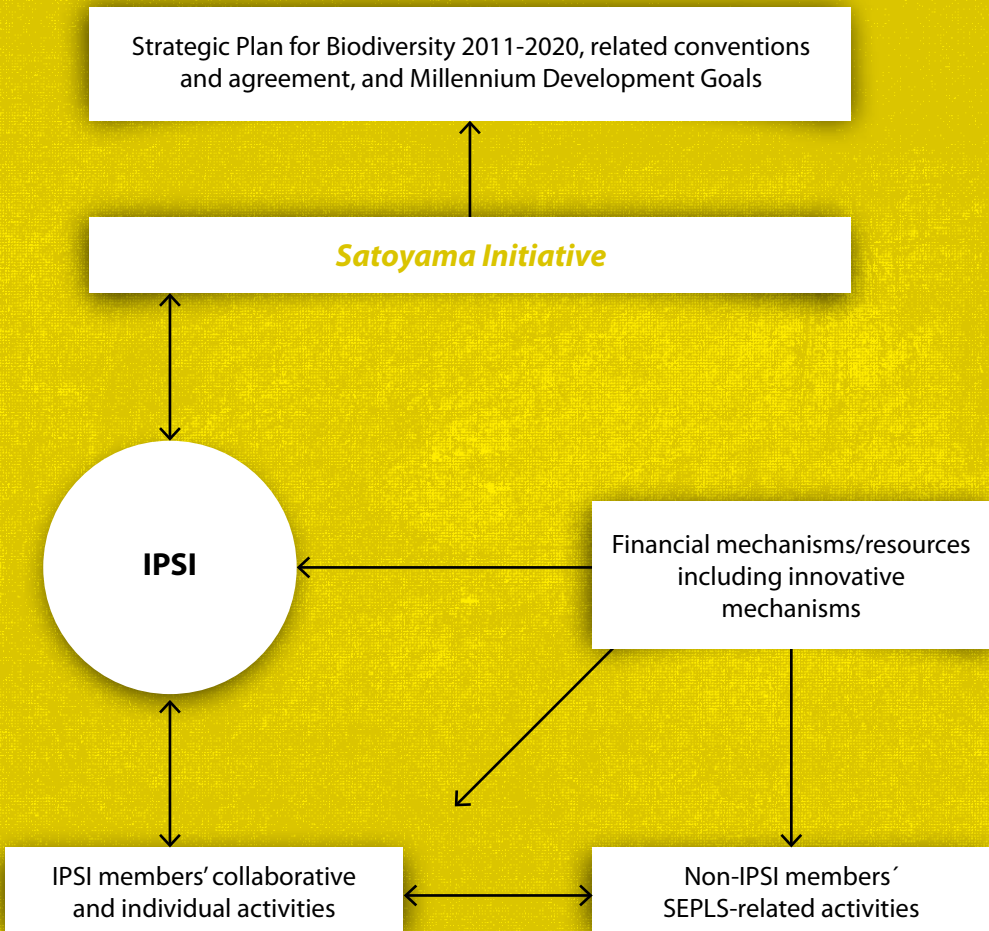 Strategic Plan for Biodiversity 2011-2020, related conventions
and agreement, and Millennium Development Goals
Satoyama Initiative
IPSI
Financial mechanisms/resources
including innovative
mechanisms
IPSI members’ collaborative
and individual activities
Non-IPSI members´
SEPLS-related activities